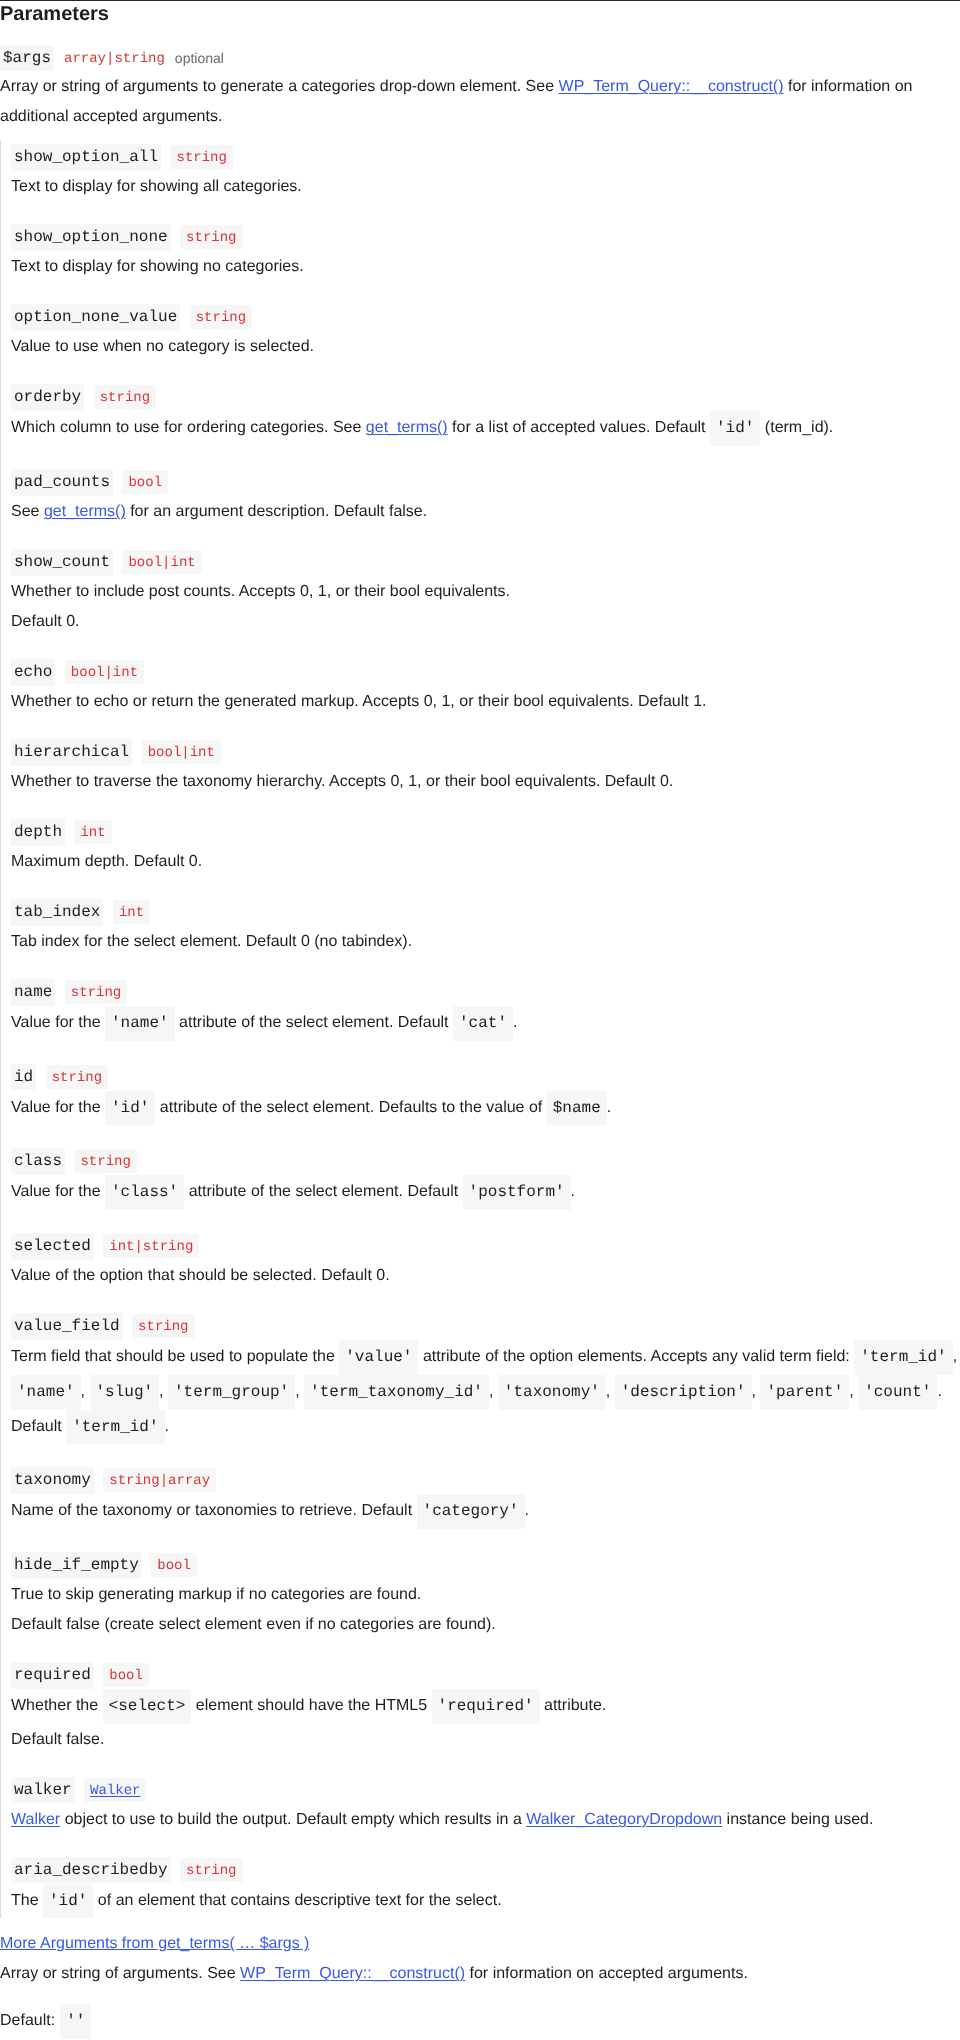 Parameters
$args array|string optional
Array or string of arguments to generate a categories drop-down element. See WP_Term_Query::__construct() for information on
additional accepted arguments.
show_option_all string
Text to display for showing all categories.
show_option_none string
Text to display for showing no categories.
option_none_value string
Value to use when no category is selected.
orderby string
Which column to use for ordering categories. See get_terms() for a list of accepted values. Default 'id' (term_id).
pad_counts bool
See get_terms() for an argument description. Default false.
show_count bool|int
Whether to include post counts. Accepts 0, 1, or their bool equivalents.
Default 0.
echo bool|int
Whether to echo or return the generated markup. Accepts 0, 1, or their bool equivalents. Default 1.
hierarchical bool|int
Whether to traverse the taxonomy hierarchy. Accepts 0, 1, or their bool equivalents. Default 0.
depth int
Maximum depth. Default 0.
tab_index int
Tab index for the select element. Default 0 (no tabindex).
name string
Value for the 'name' attribute of the select element. Default 'cat'.
id string
Value for the 'id' attribute of the select element. Defaults to the value of $name.
class string
Value for the 'class' attribute of the select element. Default 'postform'.
selected int|string
Value of the option that should be selected. Default 0.
value_field string
Term field that should be used to populate the 'value' attribute of the option elements. Accepts any valid term field: 'term_id',
'name', 'slug', 'term_group', 'term_taxonomy_id', 'taxonomy', 'description', 'parent', 'count'.
Default 'term_id'.
taxonomy string|array
Name of the taxonomy or taxonomies to retrieve. Default 'category'.
hide_if_empty bool
True to skip generating markup if no categories are found.
Default false (create select element even if no categories are found).
required bool
Whether the <select> element should have the HTML5 'required' attribute.
Default false.
walker Walker
Walker object to use to build the output. Default empty which results in a Walker_CategoryDropdown instance being used.
aria_describedby string
The 'id' of an element that contains descriptive text for the select.
More Arguments from get_terms( … $args )
Array or string of arguments. See WP_Term_Query::__construct() for information on accepted arguments.
Default: ''